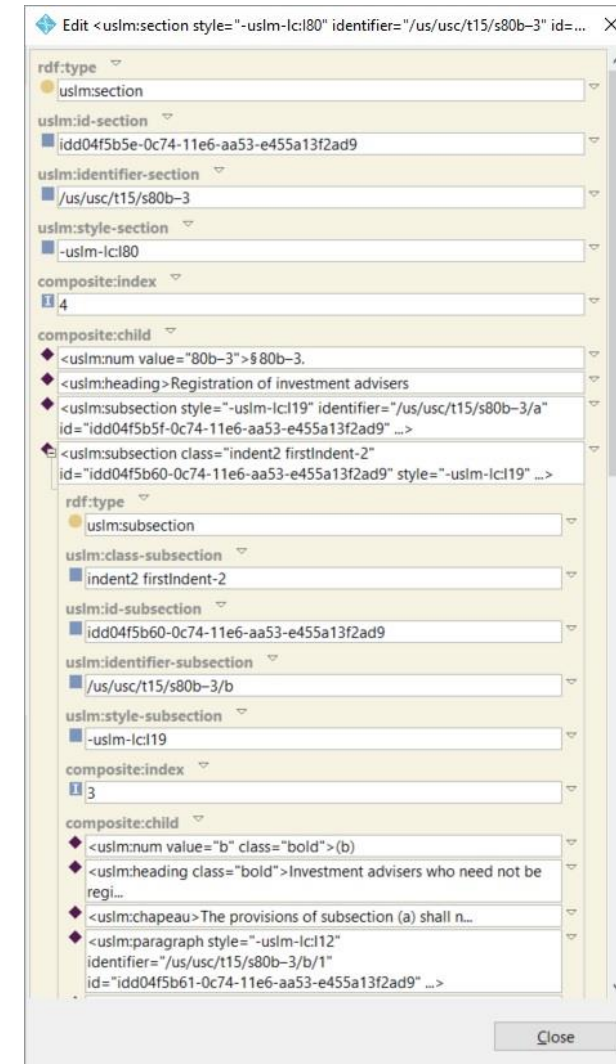 Edit <uslm:section style="-uslm-lc:I80" identifier="/us/usc/t15/s80b–3" id=...
rdf:type
uslm:section
uslm:id-section
idd04f5b5e-0c74-11e6-aa53-e455a13f2ad9
uslm:identifier-section
/us/usc/t15/s80b–3
uslm:style-section
-uslm-lc:I80
composite:index
I 4
composite:child
<uslm:num value="80b–3">§ 80b–3.
<uslm:heading>Registration of investment advisers
<uslm:subsection style="-uslm-lc:I19" identifier="/us/usc/t15/s80b–3/a"
id="idd04f5b5f-0c74-11e6-aa53-e455a13f2ad9" ...>
<uslm:subsection class="indent2 firstIndent-2"
id="idd04f5b60-0c74-11e6-aa53-e455a13f2ad9" style="-uslm-lc:I19" ...>
rdf:type
uslm:subsection
uslm:class-subsection
indent2 firstIndent-2
uslm:id-subsection
idd04f5b60-0c74-11e6-aa53-e455a13f2ad9
uslm:identifier-subsection
/us/usc/t15/s80b–3/b
uslm:style-subsection
-uslm-lc:I19
composite:index
I 3
composite:child
<uslm:num value="b" class="bold">(b)
<uslm:heading class="bold">Investment advisers who need not be
regi...
<uslm:chapeau>The provisions of subsection (a) shall n...
<uslm:paragraph style="-uslm-lc:I12"
identifier="/us/usc/t15/s80b–3/b/1"
id="idd04f5b61-0c74-11e6-aa53-e455a13f2ad9" ...>
Close